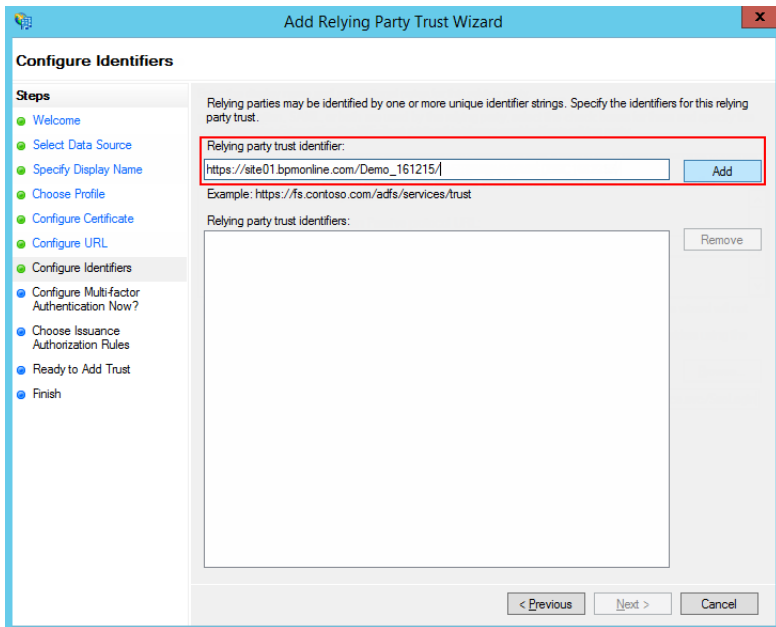 Add Relying Party Trust Wizard
x
Configure Identifiers
Steps
Welcome
Select Data Source
Specify Display Name
Choose Profile
Configure Certificate
Configure URL
Configure Identifiers
Configure Multi-factor
Authentication Now?
Choose Issuance
Authorization Rules
Ready to Add Trust
Finish
Relying parties may be identified by one or more unique identifier strings. Specify the identifiers for this relying
party trust.
Relying party trust identifier:
https://site01.bpmonline.com/Demo_161215/
Add
Example: https://fs.contoso.com/adfs/services/trust
Relying party trust identifiers:
Remove
< Previous
Next >
Cancel